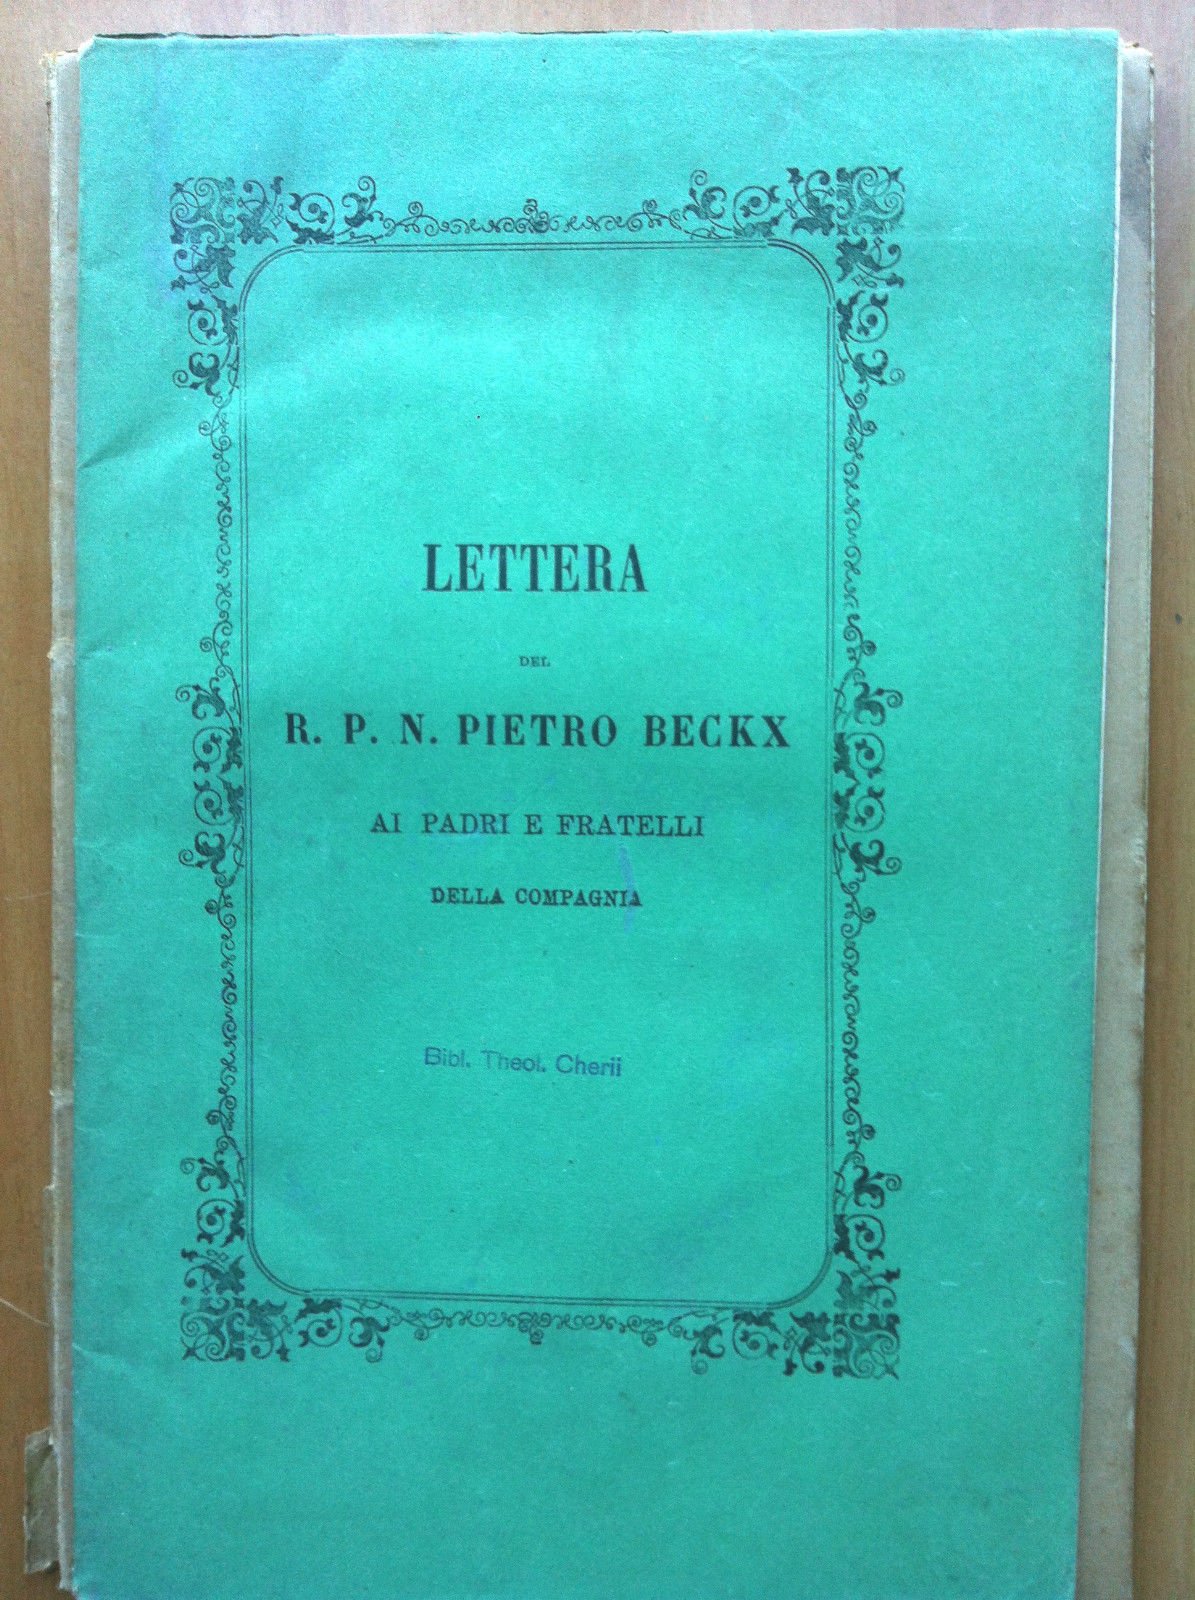 LETTERA
DEL
R. P. N. PIETRO BECKX
AI PADRI E FRATELLI
DELLA COMPAGNIA
Bibl. Theol. Cherii